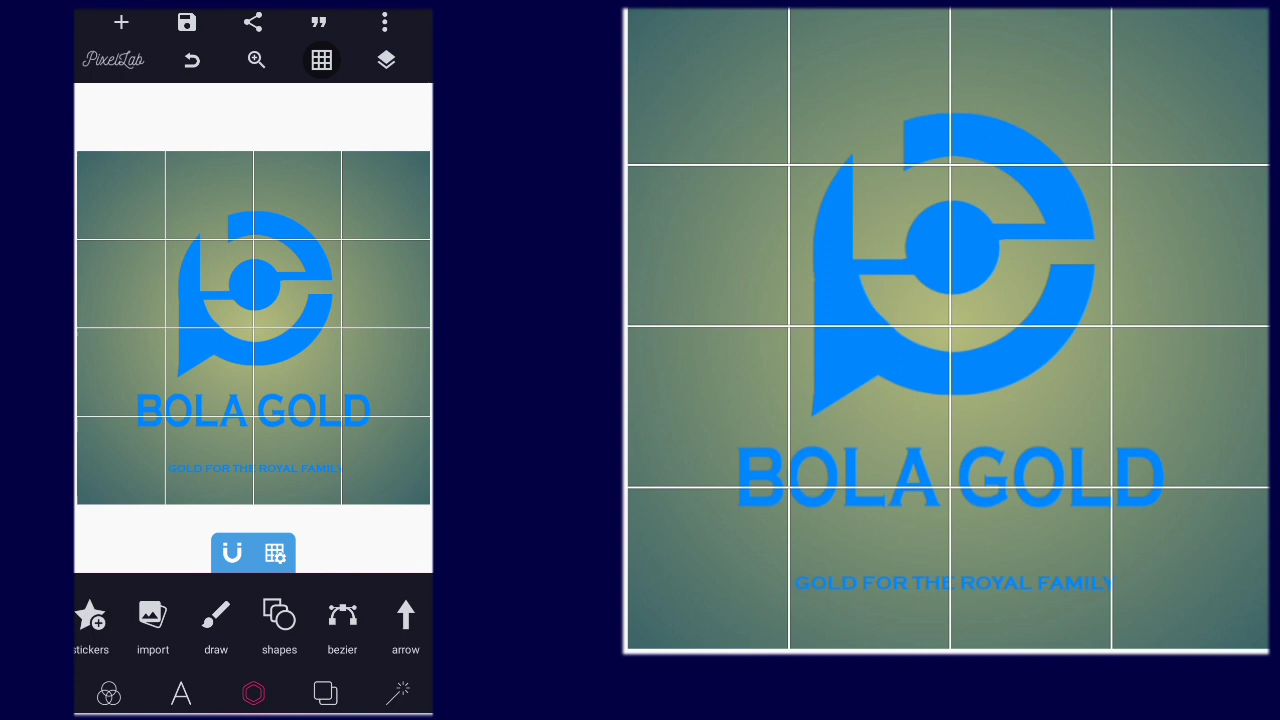 PixelLab
BOLA GOLD
GOLD FOR THE ROYAL FAMILY
stickers
import
draw
shapes
bezier
arrow
BOLA GOLD
GOLD FOR THE ROYAL FAMILY